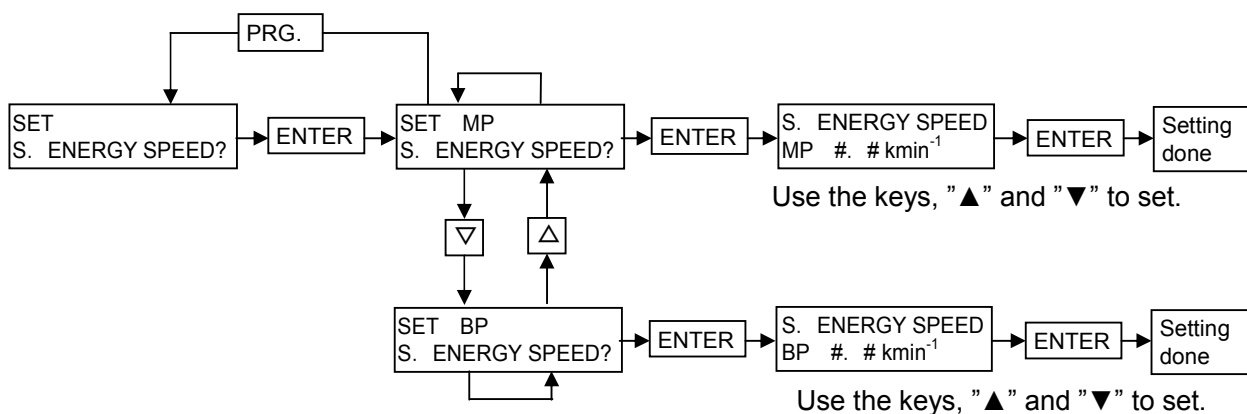 PRG.
SET
S. ENERGY SPEED?
ENTER
SET MP
S. ENERGY SPEED?
ENTER
S. ENERGY SPEED
MP #. # kmin⁻¹
ENTER
Setting
done
Use the keys, ”▲” and ”▼” to set.
▽
△
SET BP
S. ENERGY SPEED?
ENTER
S. ENERGY SPEED
BP #. # kmin⁻¹
ENTER
Setting
done
Use the keys, ”▲” and ”▼” to set.